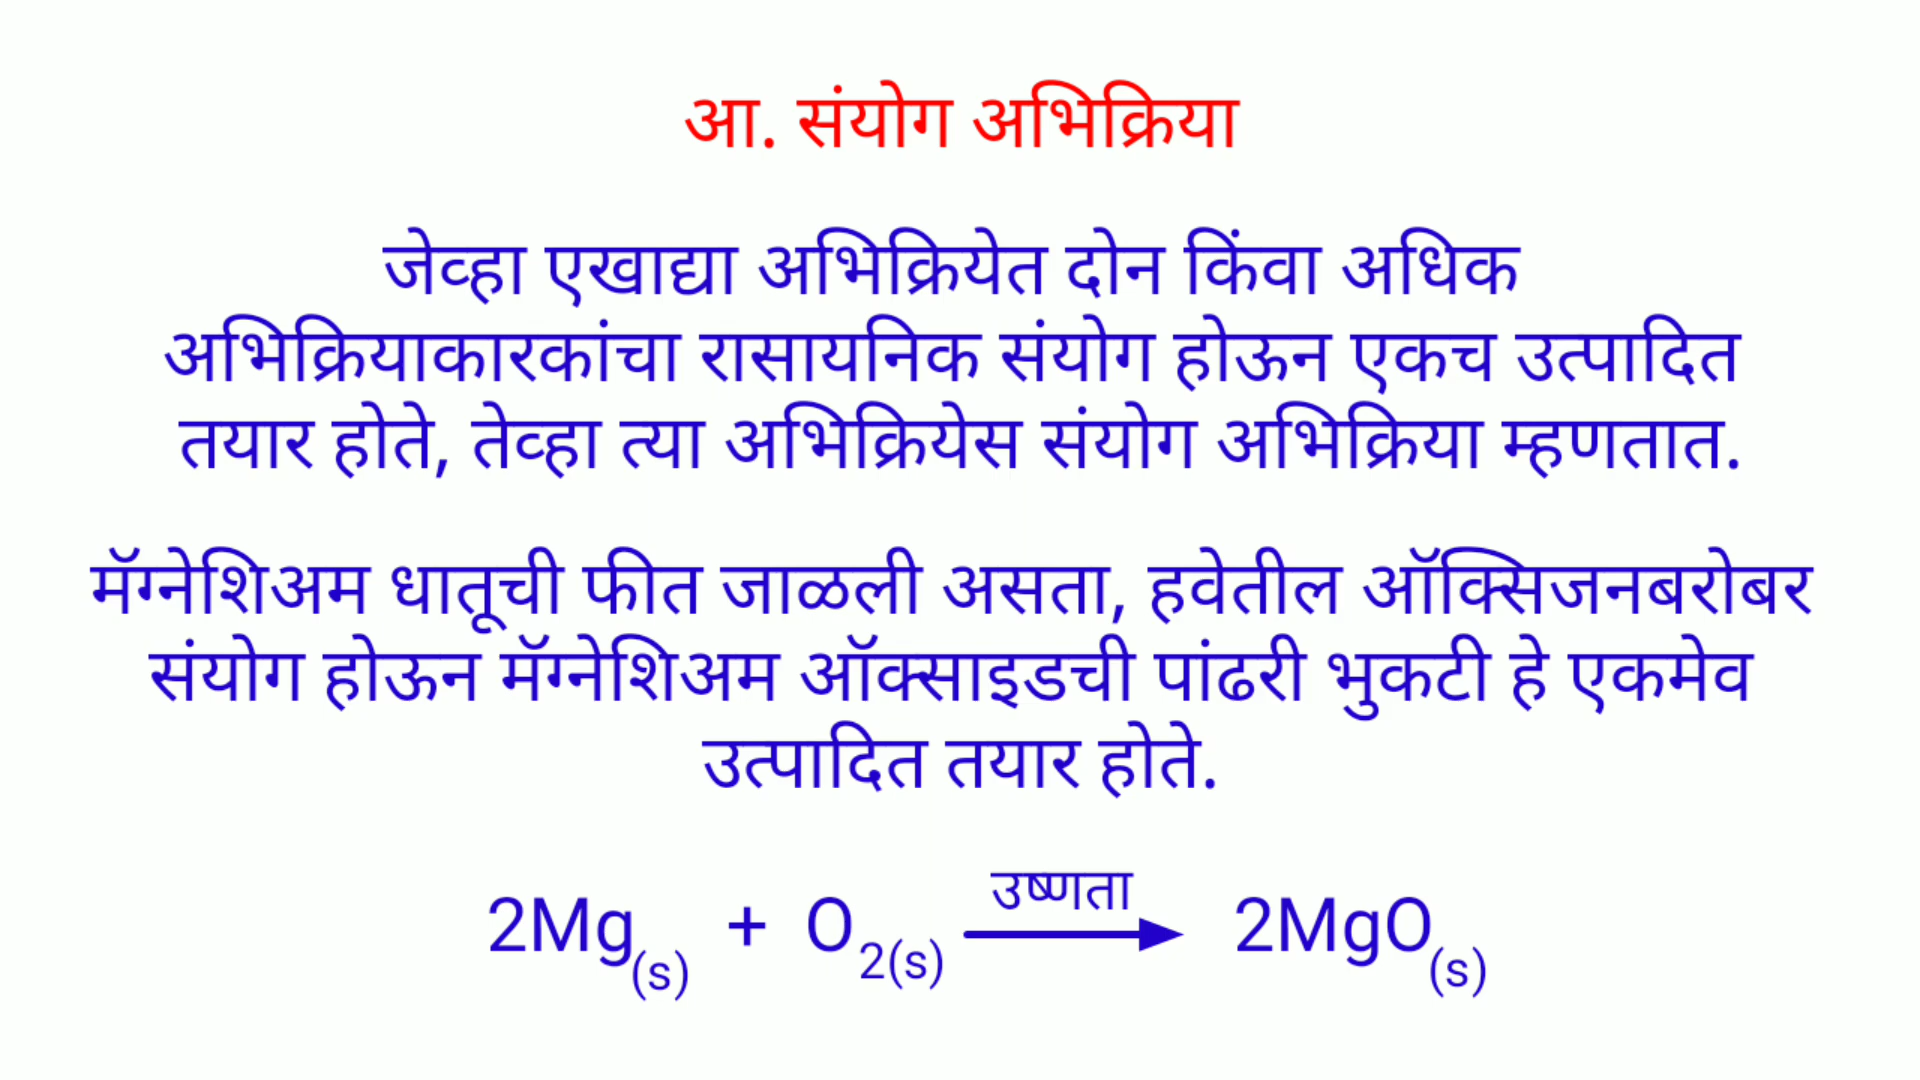 आ. संयोग अभिक्रिया
जेव्हा एखाद्या अभिक्रियेत दोन किंवा अधिक
अभिक्रियाकारकांचा रासायनिक संयोग होऊन एकच उत्पादित
तयार होते, तेव्हा त्या अभिक्रियेस संयोग अभिक्रिया म्हणतात.
मॅग्नेशिअम धातूची फीत जाळली असता, हवेतील ऑक्सिजनबरोबर
संयोग होऊन मॅग्नेशिअम ऑक्साइडची पांढरी भुकटी हे एकमेव
उत्पादित तयार होते.
उष्णता
2Mg(s) + O2(s) → 2MgO(s)